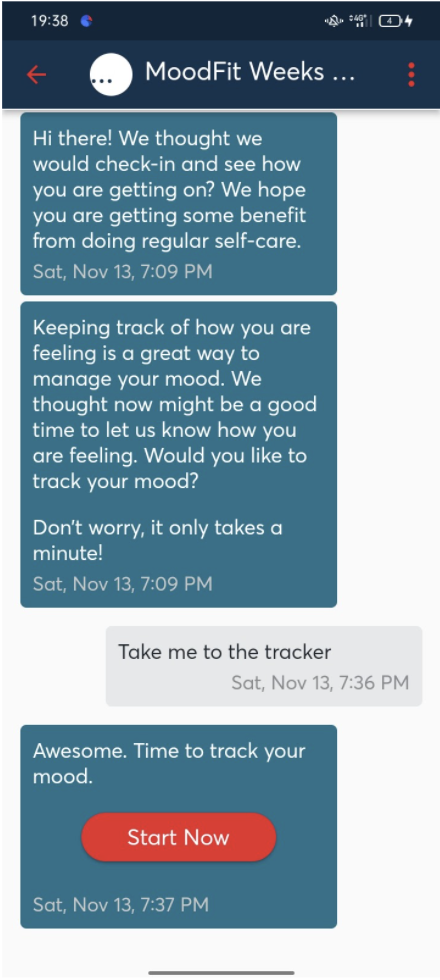 19:38
4G
4
... MoodFit Weeks ...
Hi there! We thought we
would check-in and see how
you are getting on? We hope
you are getting some benefit
from doing regular self-care.
Sat, Nov 13, 7:09 PM
Keeping track of how you are
feeling is a great way to
manage your mood. We
thought now might be a good
time to let us know how you
are feeling. Would you like to
track your mood?
Don't worry, it only takes a
minute!
Sat, Nov 13, 7:09 PM
Take me to the tracker
Sat, Nov 13, 7:36 PM
Awesome. Time to track your
mood.
Start Now
Sat, Nov 13, 7:37 PM